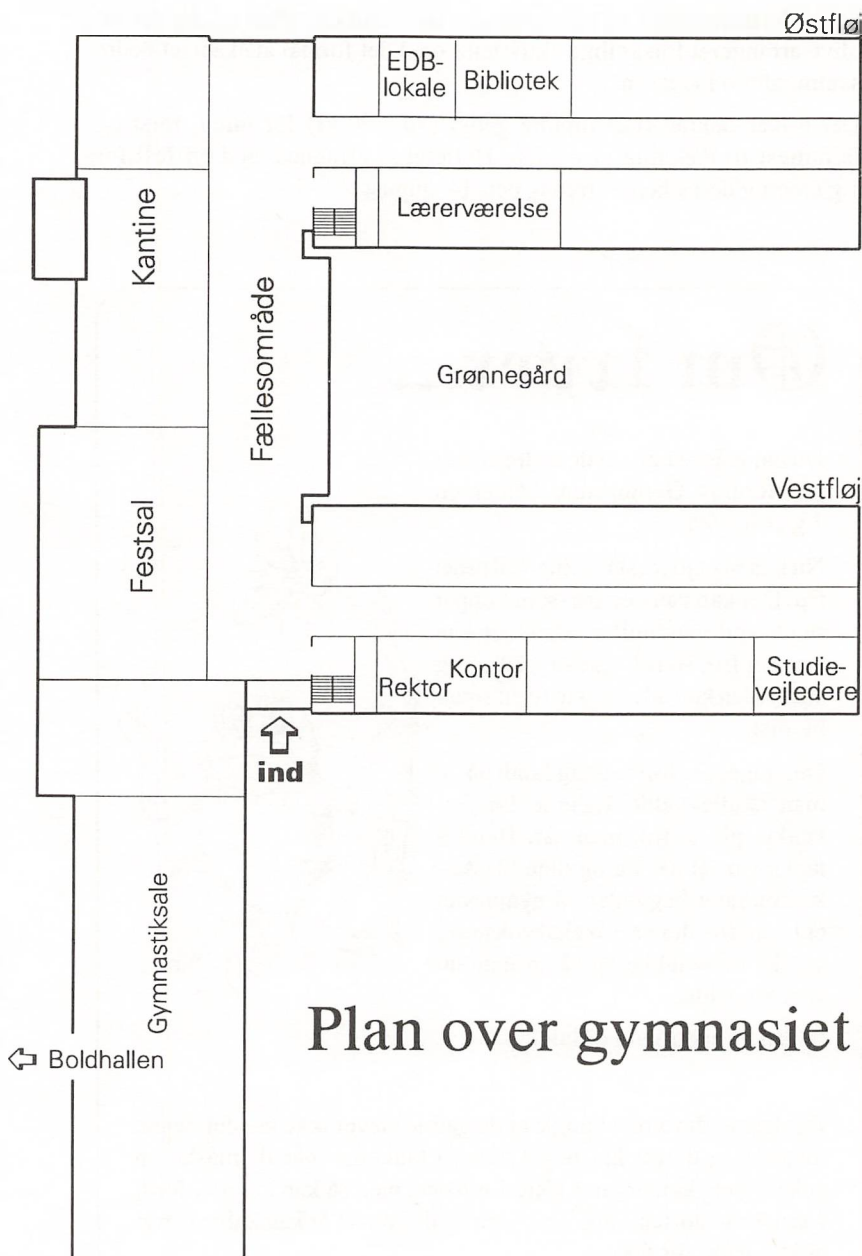 Østfløj
EDB-
lokale
Bibliotek
Lærerværelse
Kantine
Fællesområde
Grønnegård
Vestfløj
Festsal
Rektor
Kontor
Studie-
vejledere
ind
Gymnastiksale
Plan over gymnasiet
Boldhallen